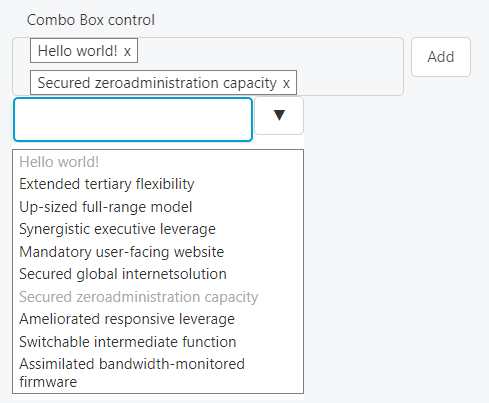 Combo Box control
Hello world! x
Add
Secured zeroadministration capacity x
▼
Hello world!
Extended tertiary flexibility
Up-sized full-range model
Synergistic executive leverage
Mandatory user-facing website
Secured global internetsolution
Secured zeroadministration capacity
Ameliorated responsive leverage
Switchable intermediate function
Assimilated bandwidth-monitored
firmware